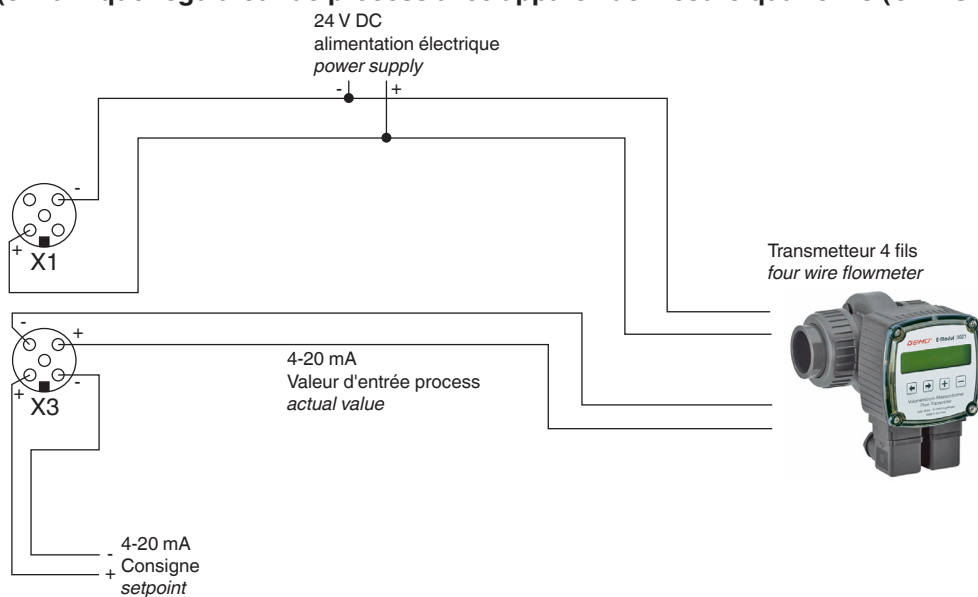 24 V DC
alimentation électrique
power supply
- +
-
+
X1
Transmetteur 4 fils
four wire flowmeter
GEMÜ
-
+
4-20 mA
Valeur d'entrée process
actual value
-
+
X3
- 4-20 mA
Consigne
+
setpoint